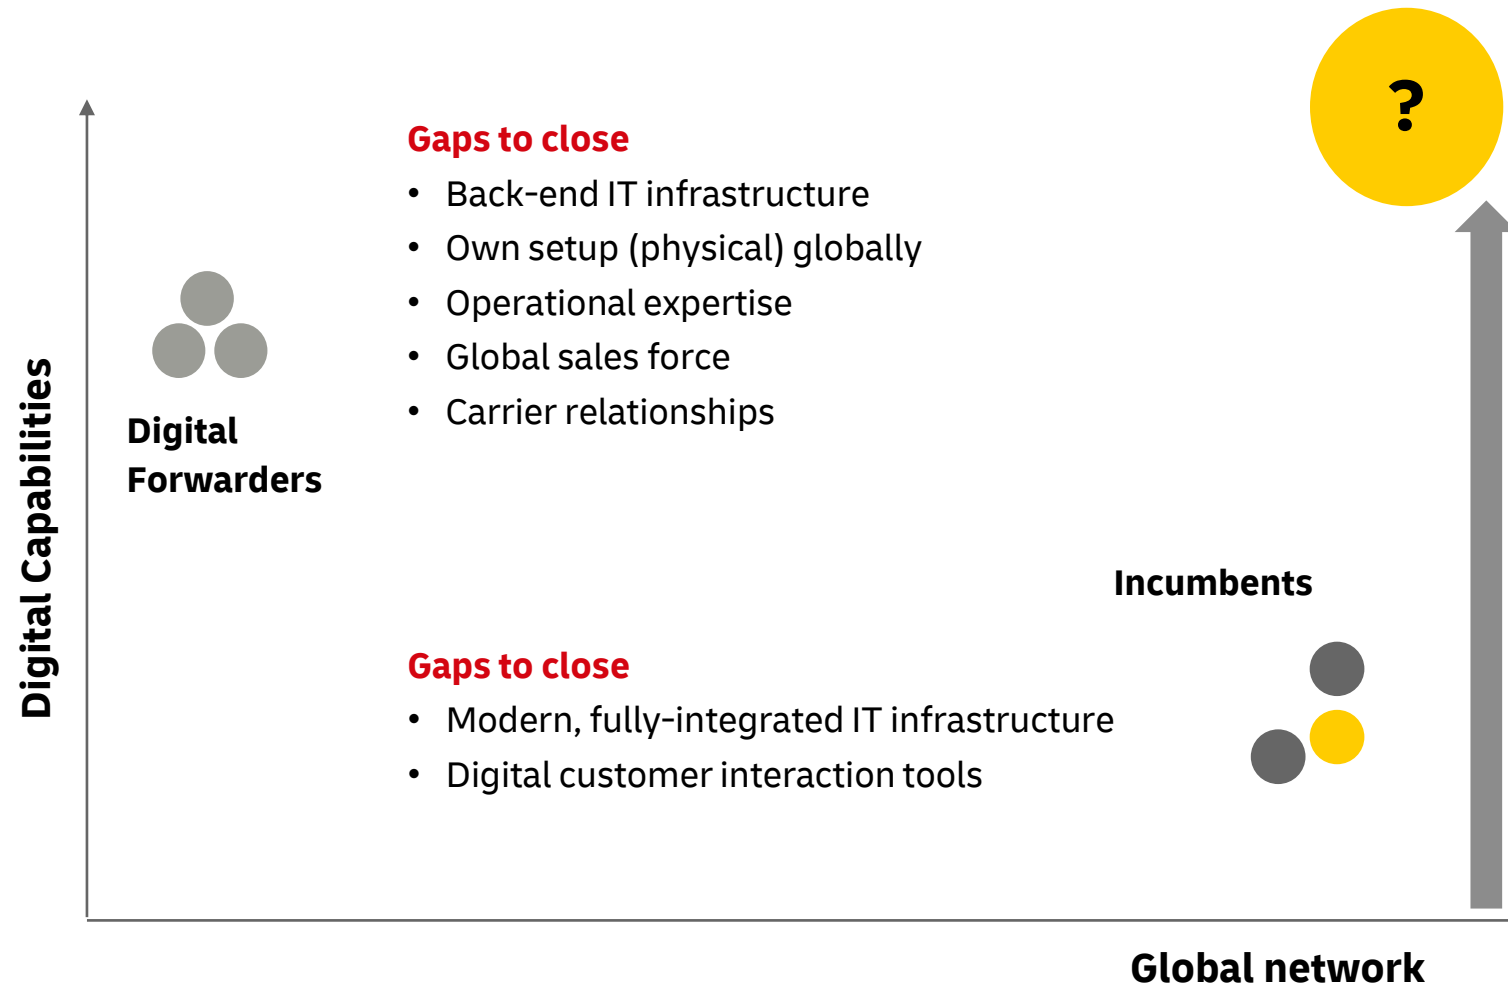 ?
Gaps to close
• Back-end IT infrastructure
• Own setup (physical) globally
• Operational expertise
• Global sales force
• Carrier relationships
Digital
Forwarders
Digital Capabilities
Incumbents
Gaps to close
• Modern, fully-integrated IT infrastructure
• Digital customer interaction tools
Global network